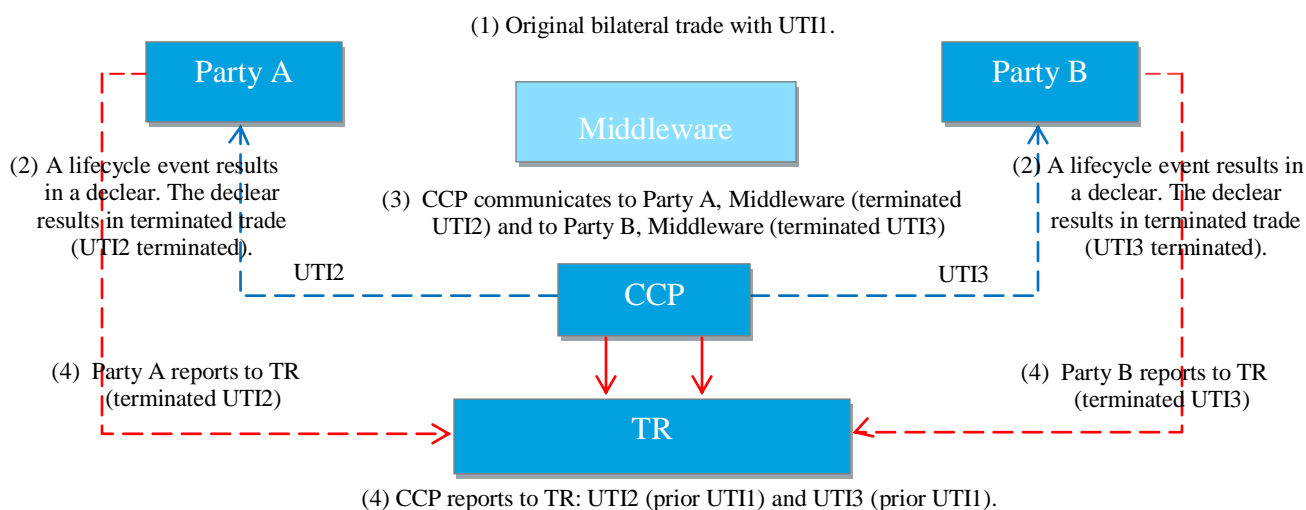 (1) Original bilateral trade with UTI1.
Party A
Party B
Middleware
(2) A lifecycle event results
in a declear. The declear
results in terminated trade
(UTI2 terminated).
(2) A lifecycle event results in
a declear. The declear
results in terminated trade
(UTI3 terminated).
(3) CCP communicates to Party A, Middleware (terminated
UTI2) and to Party B, Middleware (terminated UTI3)
UTI2
UTI3
CCP
(4) Party A reports to TR
(terminated UTI2)
(4) Party B reports to TR
(terminated UTI3)
TR
(4) CCP reports to TR: UTI2 (prior UTI1) and UTI3 (prior UTI1).